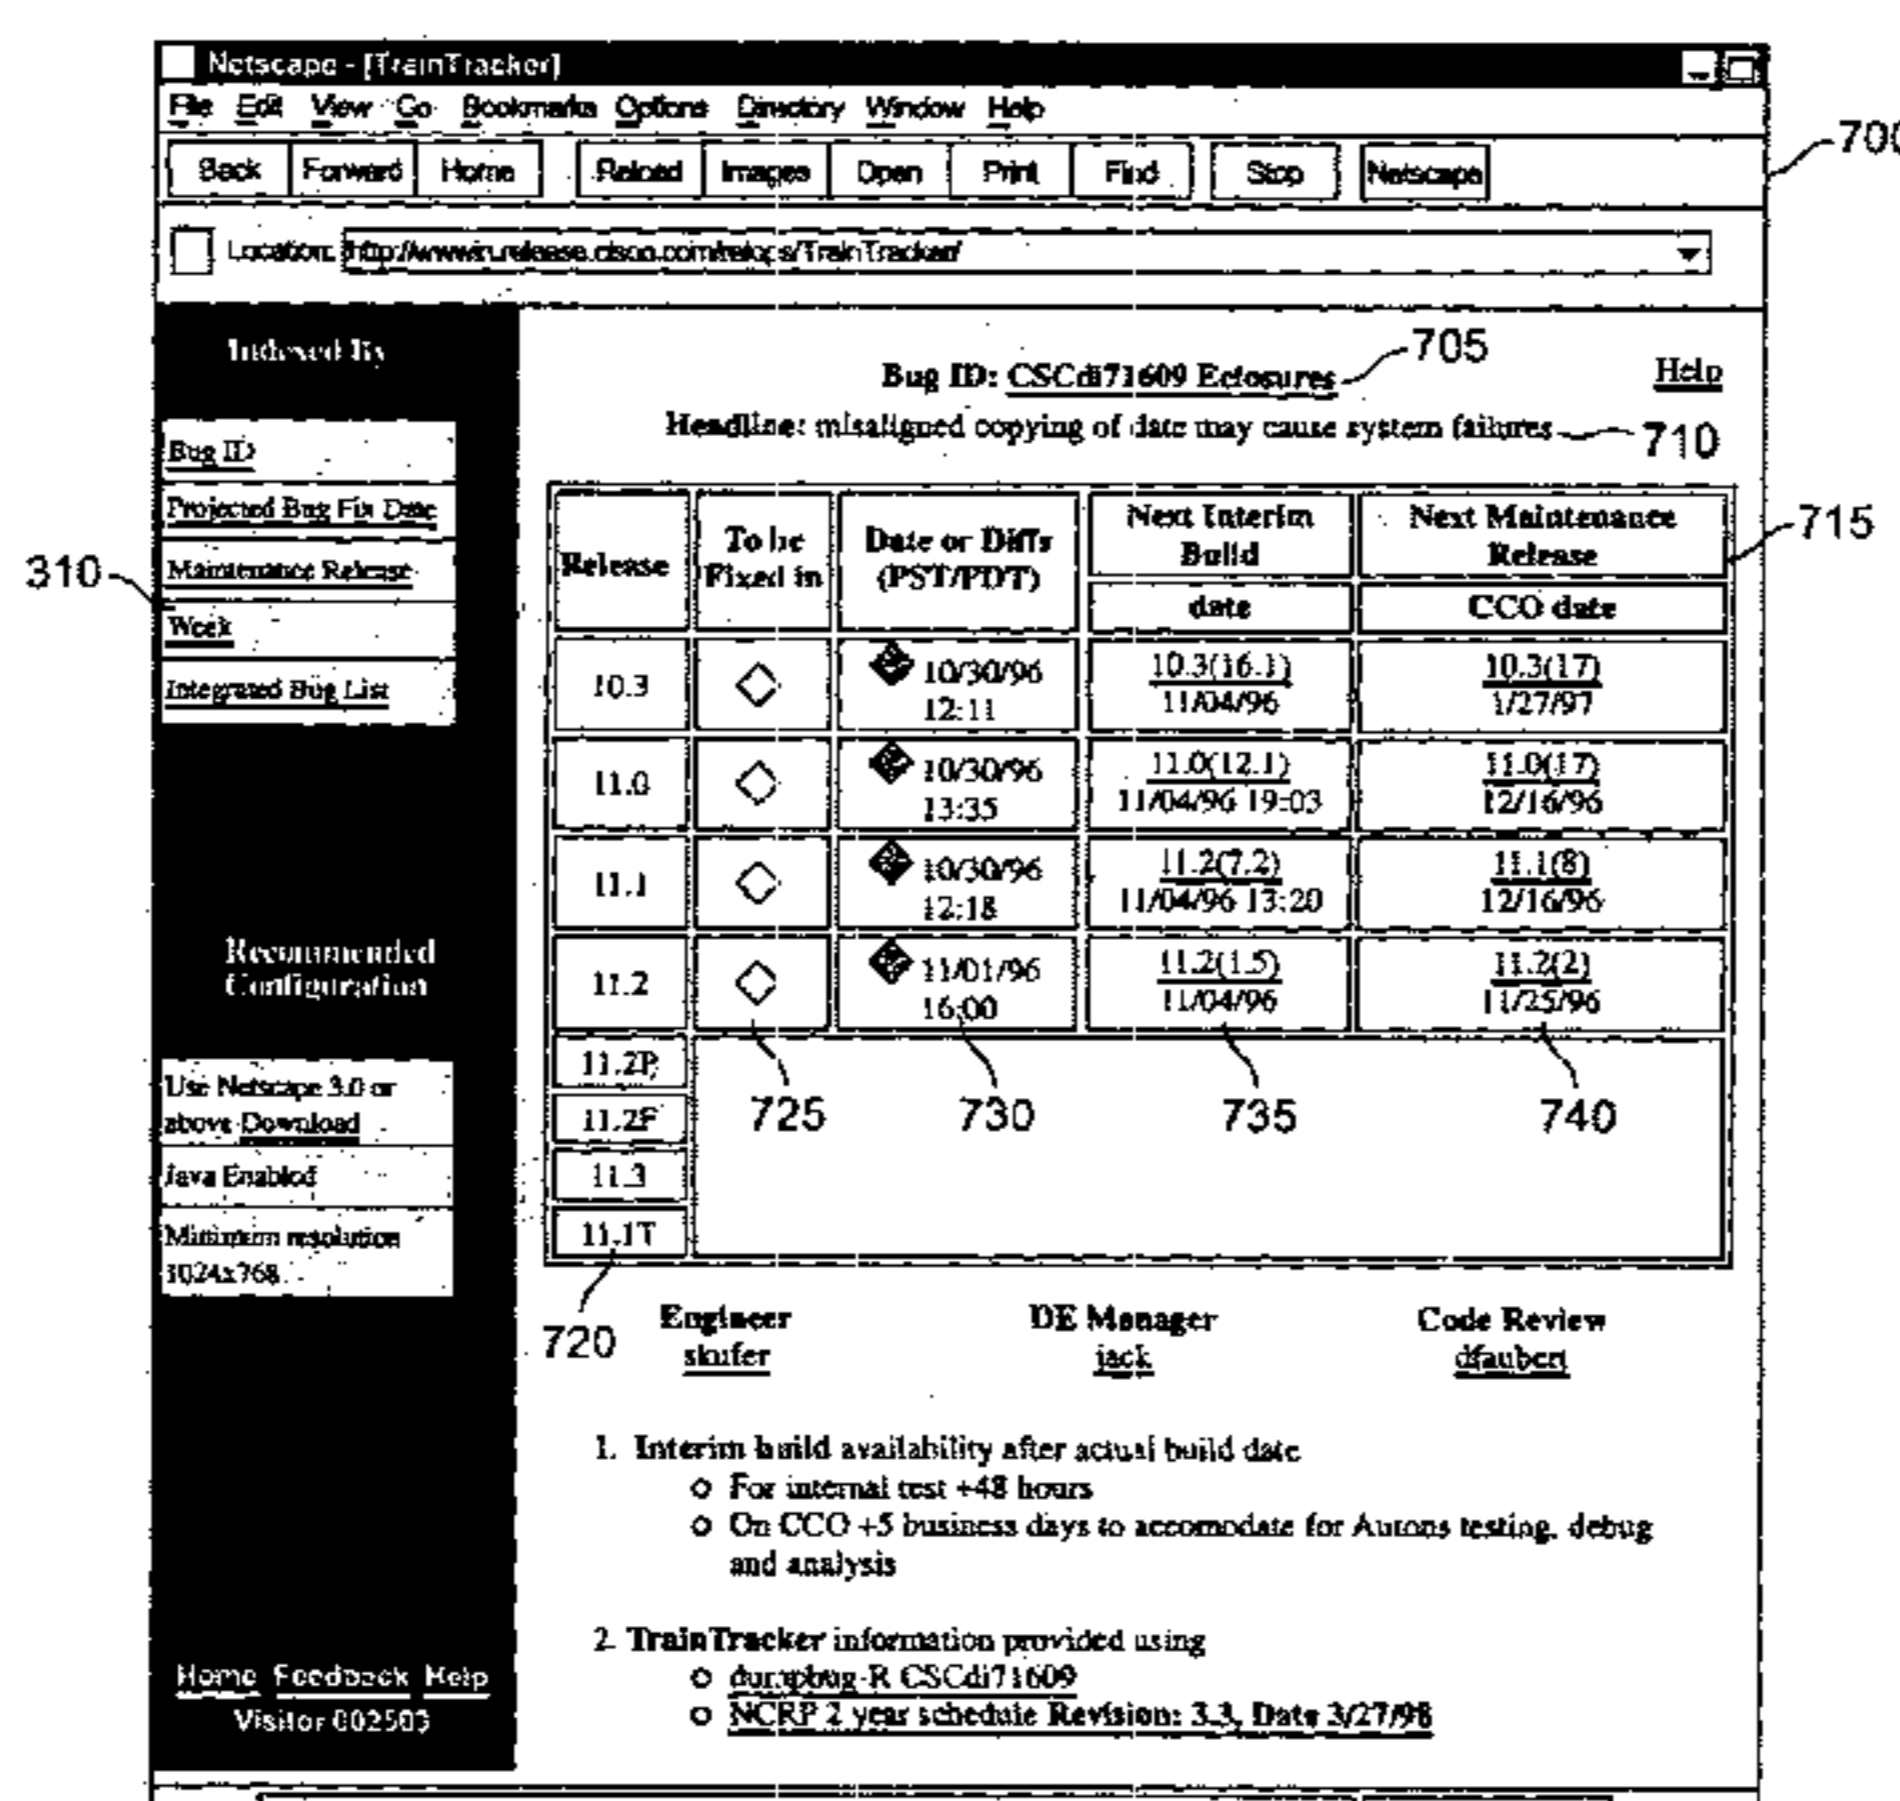 Netscape - [TrainTracker]
File Edit View Go Bookmarks Options Directory Window Help
Back Forward Home Reload Images Open Print Find Stop Netscape
700
Location:
Indexed By
Bug ID: CSCdi71609 Eclosures 705 Help
Headline: misaligned copying of date may cause system failures 710
Bug ID
Projected Bug Fix Date
Maintenance Release
310
Week
Integrated Bug List
Release
To be
Fixed in
Date or Diffs
(PST/PDT)
Next Interim
Build
date
Next Maintenance
Release
CCO date
715
10.3
10/30/96
12:11
10.3(16.1)
11/04/96
10.3(17)
1/27/97
11.0
10/30/96
13:35
11.0(12.1)
11/04/96 19:03
11.0(17)
12/16/96
11.1
10/30/96
12:18
11.2(7.2)
11/04/96 13:20
11.1(8)
12/16/96
11.2
11/01/96
16:00
11.2(1.5)
11/04/96
11.2(2)
11/25/96
11.2P
11.2F
11.3
11.1T
725 730 735 740
720
Recommended
Configuration
Use Netscape 3.0 or
above Download
Java Enabled
Minimum resolution
1024x768
Engineer
skufer
DE Manager
jack
Code Review
dfaubert
1. Interim build availability after actual build date
o For internal test +48 hours
o On CCO +5 business days to accomodate for Autons testing, debug
and analysis
2. TrainTracker information provided using
o dumpbug-R CSCdi71609
o NCRP 2 year schedule Revision: 3.3, Date 3/27/98
Home Feedback Help
Visitor 002503